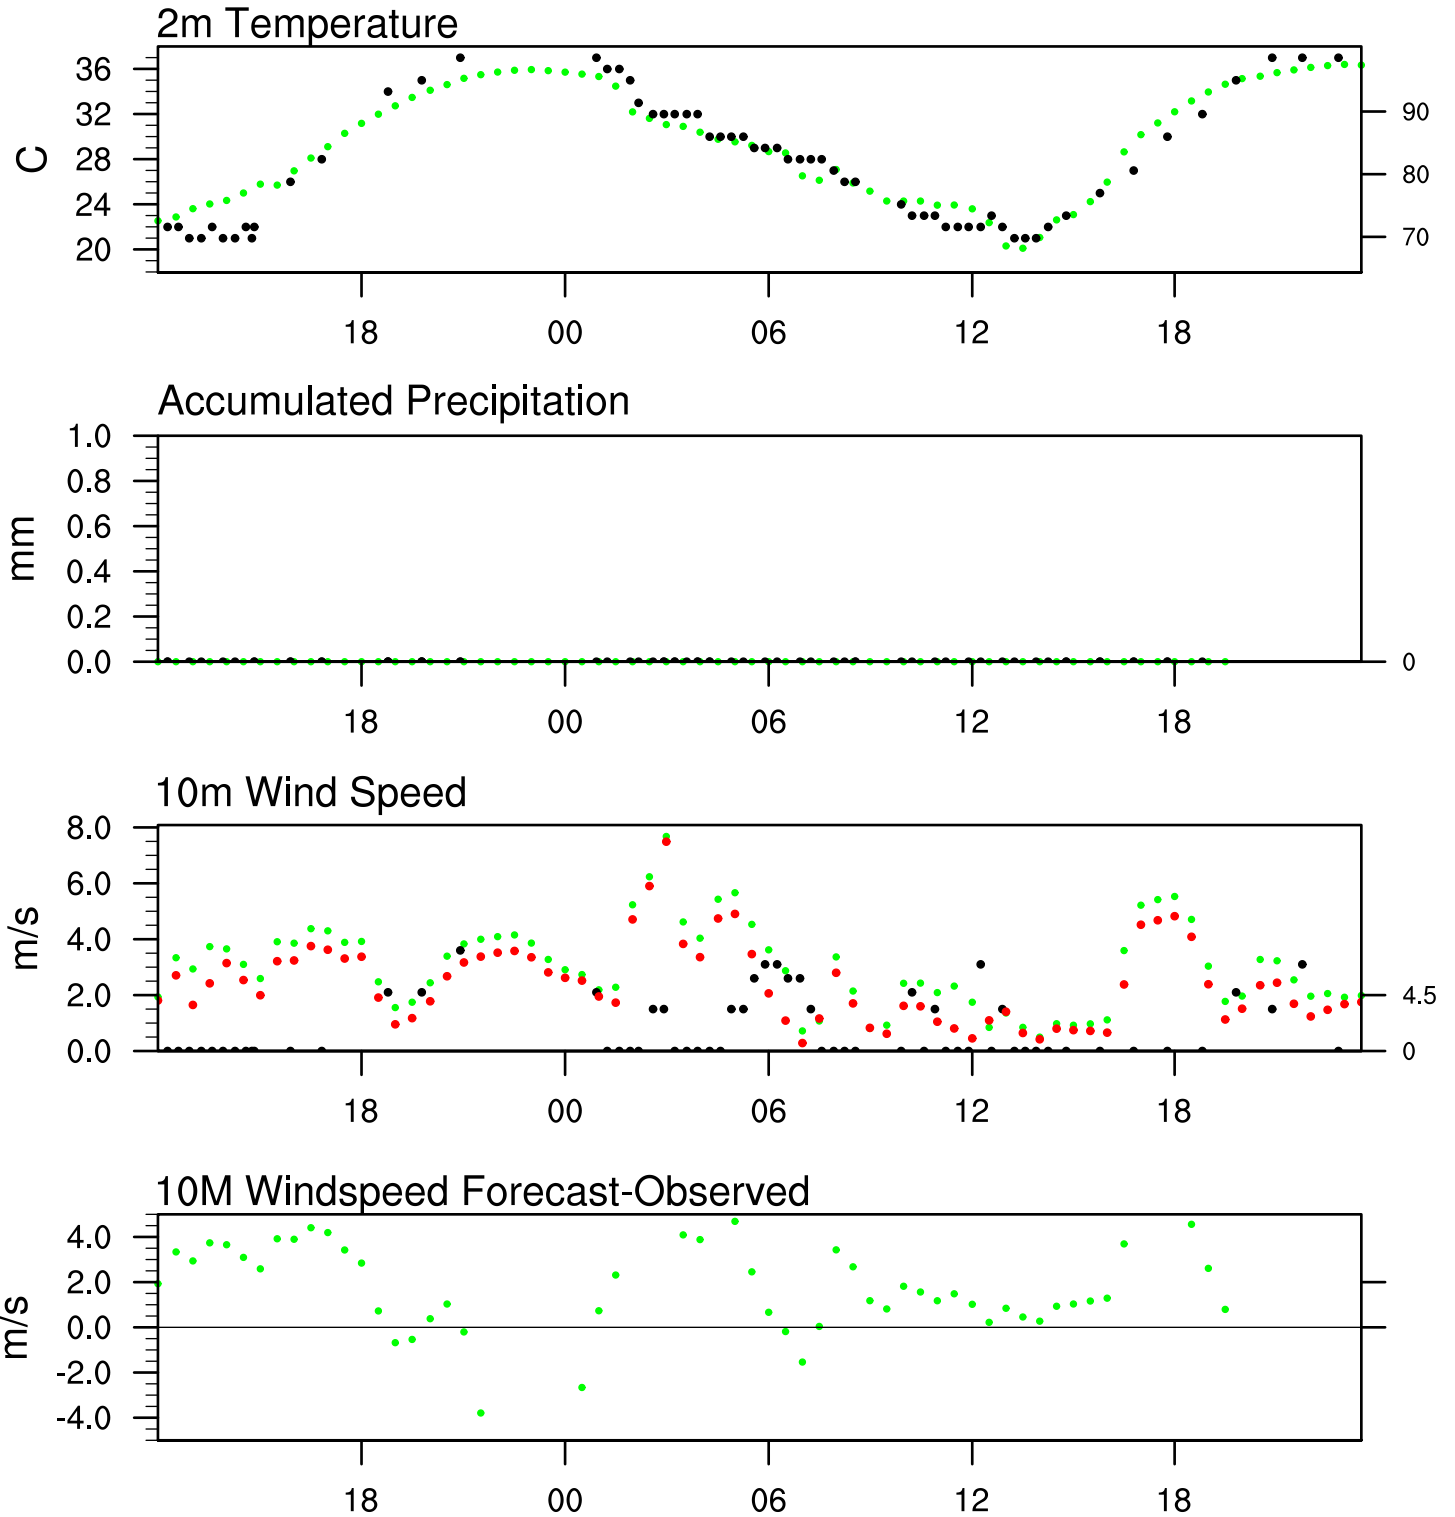 2m Temperature
36
32
90
C
28
80
24
70
20
18 00 06 12 18
Accumulated Precipitation
1.0
0.8
mm
0.6
0.4
0.2
0.0
0
18 00 06 12 18
10m Wind Speed
8.0
6.0
m/s
4.0
2.0
4.5
0.0
0
18 00 06 12 18
10M Windspeed Forecast-Observed
4.0
2.0
m/s
0.0
-2.0
-4.0
18 00 06 12 18